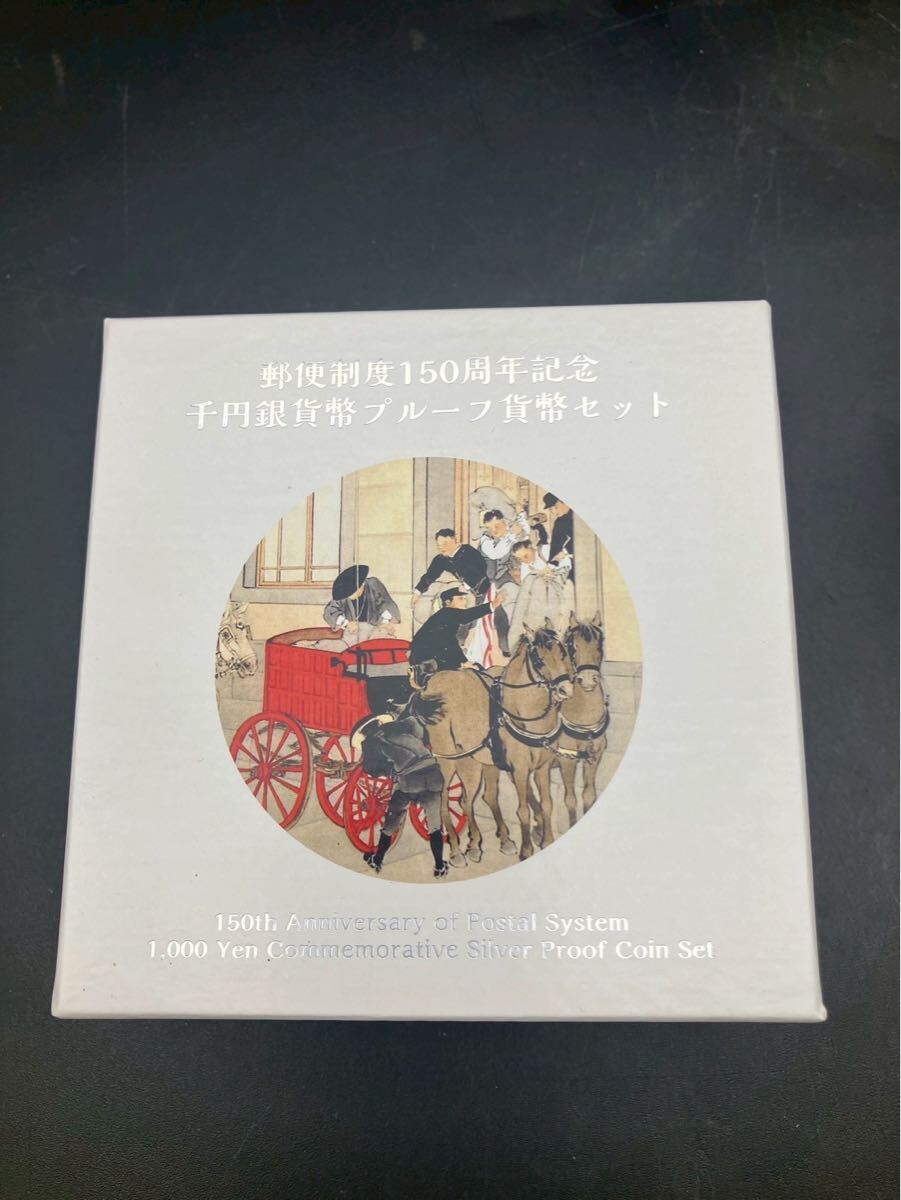 郵便制度150周年記念
千円銀貨幣プルーフ貨幣セット
150th Anniversary of Postal System
1,000 Yen Commemorative Silver Proof Coin Set